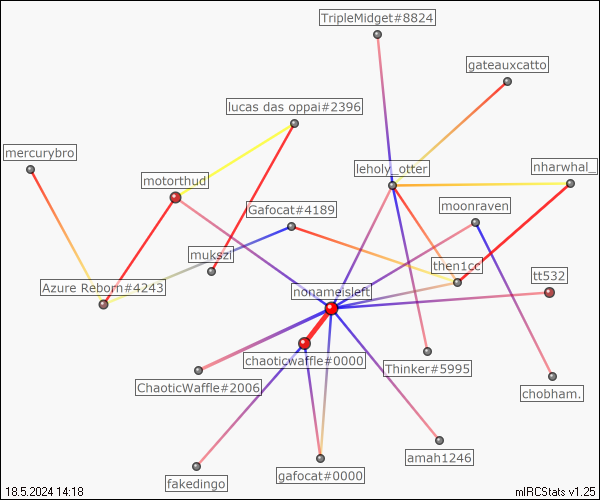 TripleMidget#8824
gateauxcatto
lucas das oppai#2396
mercurybro
leholy_otter
nharwhal_
motorthud
Gafocat#4189
moonraven
mukszi
then1cc
tt532
Azure Reborn#4243
nonameisleft
chaoticwaffle#0000
Thinker#5995
ChaoticWaffle#2006
chobham.
amah1246
gafocat#0000
fakedingo
18.5.2024 14:18
mIRCStats v1.25